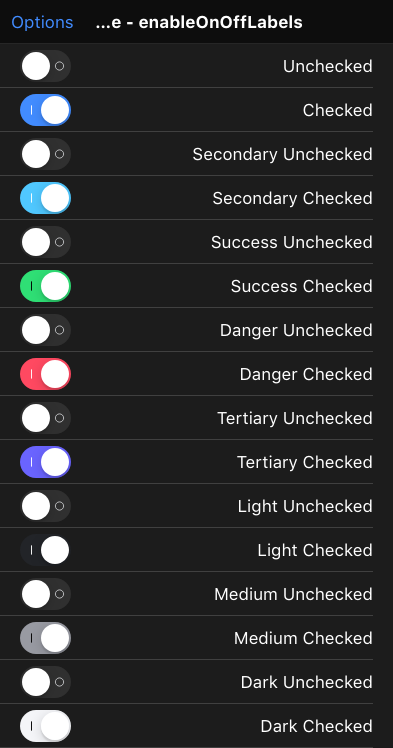 Options ...e - enableOnOffLabels
Unchecked
Checked
Secondary Unchecked
Secondary Checked
Success Unchecked
Success Checked
Danger Unchecked
Danger Checked
Tertiary Unchecked
Tertiary Checked
Light Unchecked
Light Checked
Medium Unchecked
Medium Checked
Dark Unchecked
Dark Checked